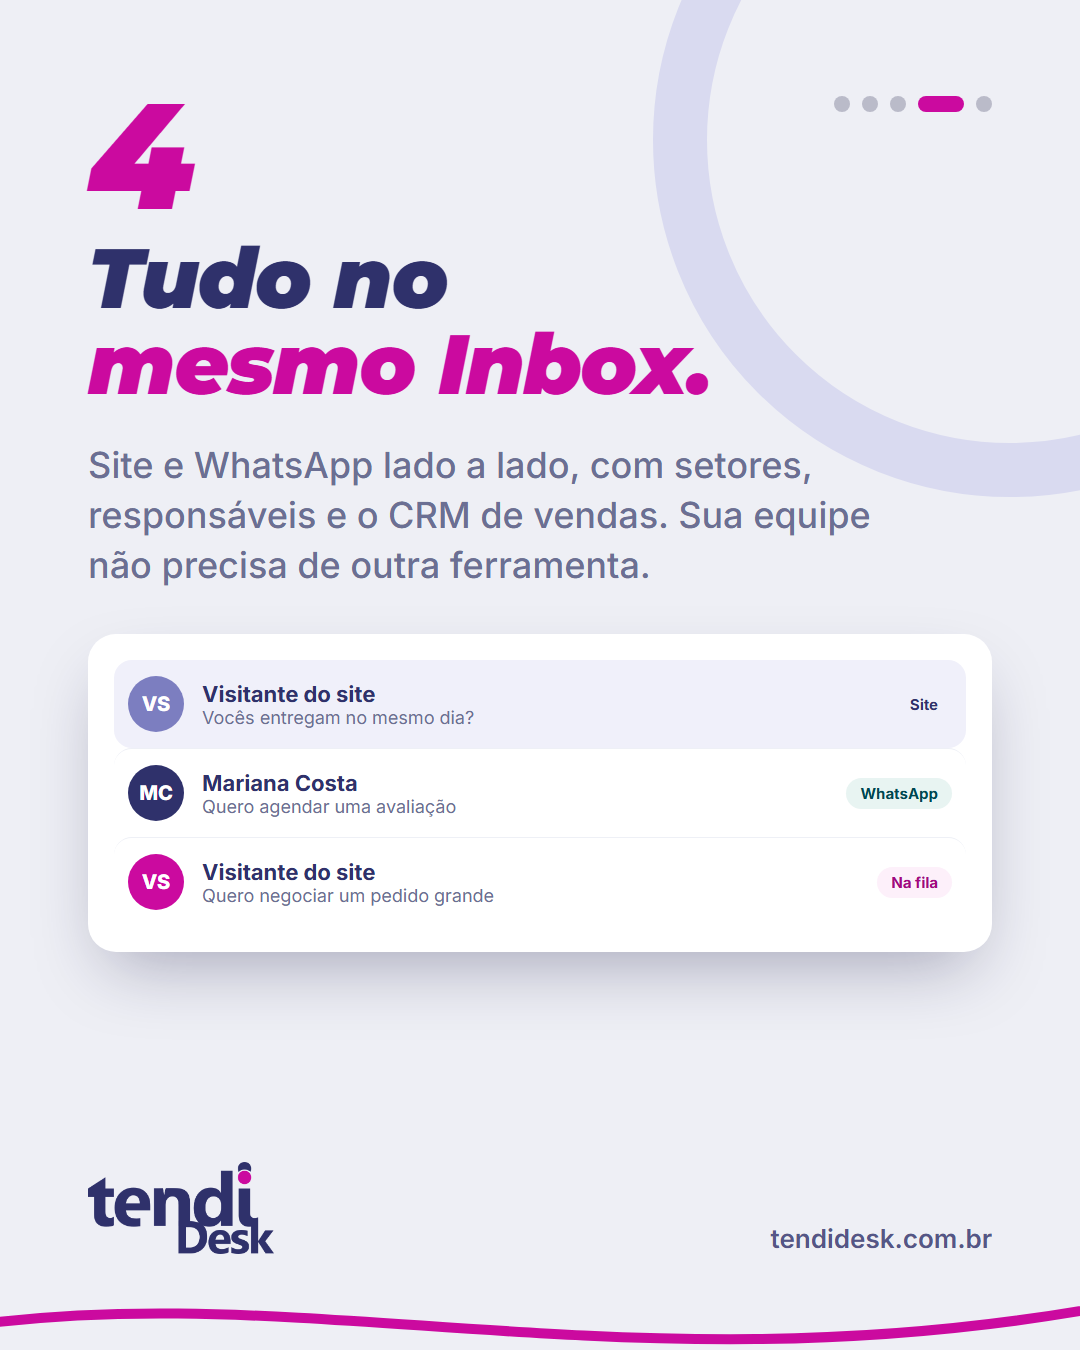 4
Tudo no
mesmo Inbox.
Site e WhatsApp lado a lado, com setores,
responsáveis e o CRM de vendas. Sua equipe
não precisa de outra ferramenta.
VS
Visitante do site
Vocês entregam no mesmo dia?
Site
MC
Mariana Costa
Quero agendar uma avaliação
WhatsApp
VS
Visitante do site
Quero negociar um pedido grande
Na fila
tendi
Desk
tendidesk.com.br